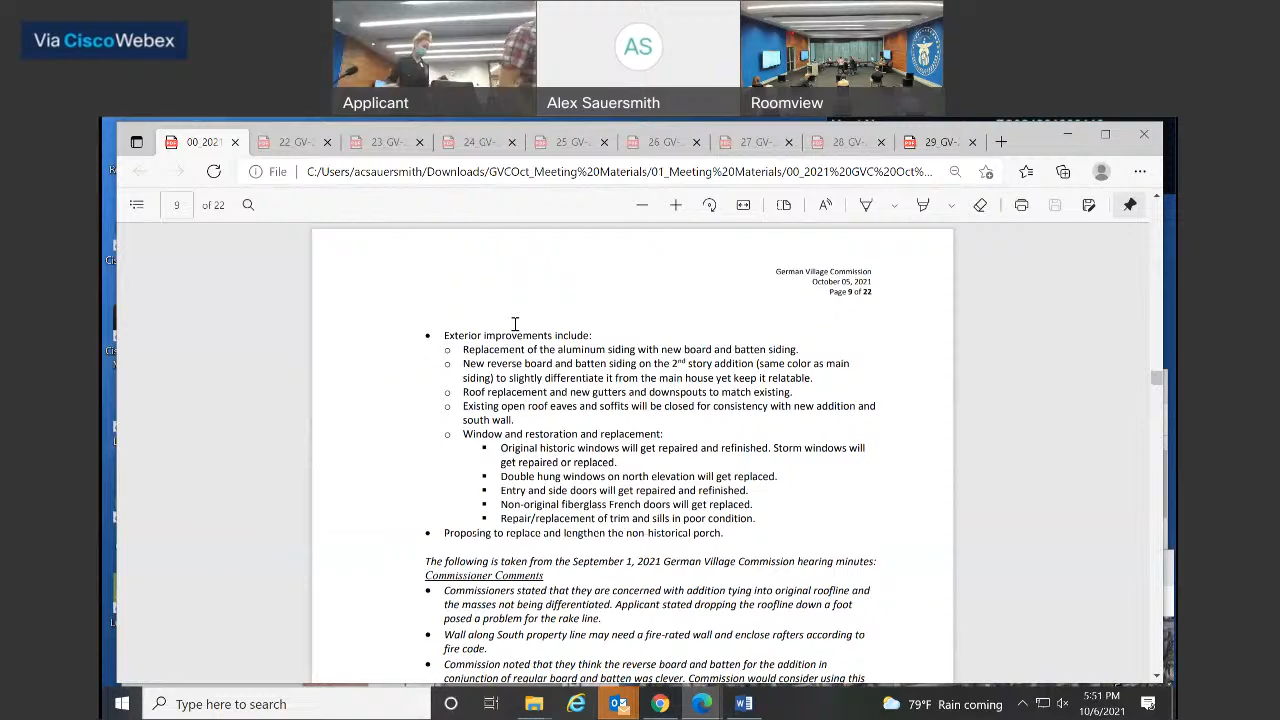 Via CiscoWebex
AS
Applicant
Alex Sauersmith
Roomview
00_2021
22 GV-
23 GV-
24 GV-
25 GV-
26 GV-
27 GV-
28 GV-
29 GV-
File
C:/Users/acsauersmith/Downloads/GVCOct_Meeting%20Materials/01_Meeting%20Materials/00_2021%20GVC%20Oct%...
9 of 22
German Village Commission
October 05, 2021
Page 9 of 22
• Exterior improvements include:
o Replacement of the aluminum siding with new board and batten siding.
o New reverse board and batten siding on the 2nd story addition (same color as main
siding) to slightly differentiate it from the main house yet keep it relatable.
o Roof replacement and new gutters and downspouts to match existing.
o Existing open roof eaves and soffits will be closed for consistency with new addition and
south wall.
o Window and restoration and replacement:
▪ Original historic windows will get repaired and refinished. Storm windows will
get repaired or replaced.
▪ Double hung windows on north elevation will get replaced.
▪ Entry and side doors will get repaired and refinished.
▪ Non-original fiberglass French doors will get replaced.
▪ Repair/replacement of trim and sills in poor condition.
• Proposing to replace and lengthen the non-historical porch.
The following is taken from the September 1, 2021 German Village Commission hearing minutes:
Commissioner Comments
• Commissioners stated that they are concerned with addition tying into original roofline and
the masses not being differentiated. Applicant stated dropping the roofline down a foot
posed a problem for the rake line.
• Wall along South property line may need a fire-rated wall and enclose rafters according to
fire code.
• Commission noted that they think the reverse board and batten for the addition in
conjunction of regular board and batten was clever. Commission would consider using this
Type here to search
79°F Rain coming
5:51 PM
10/6/2021